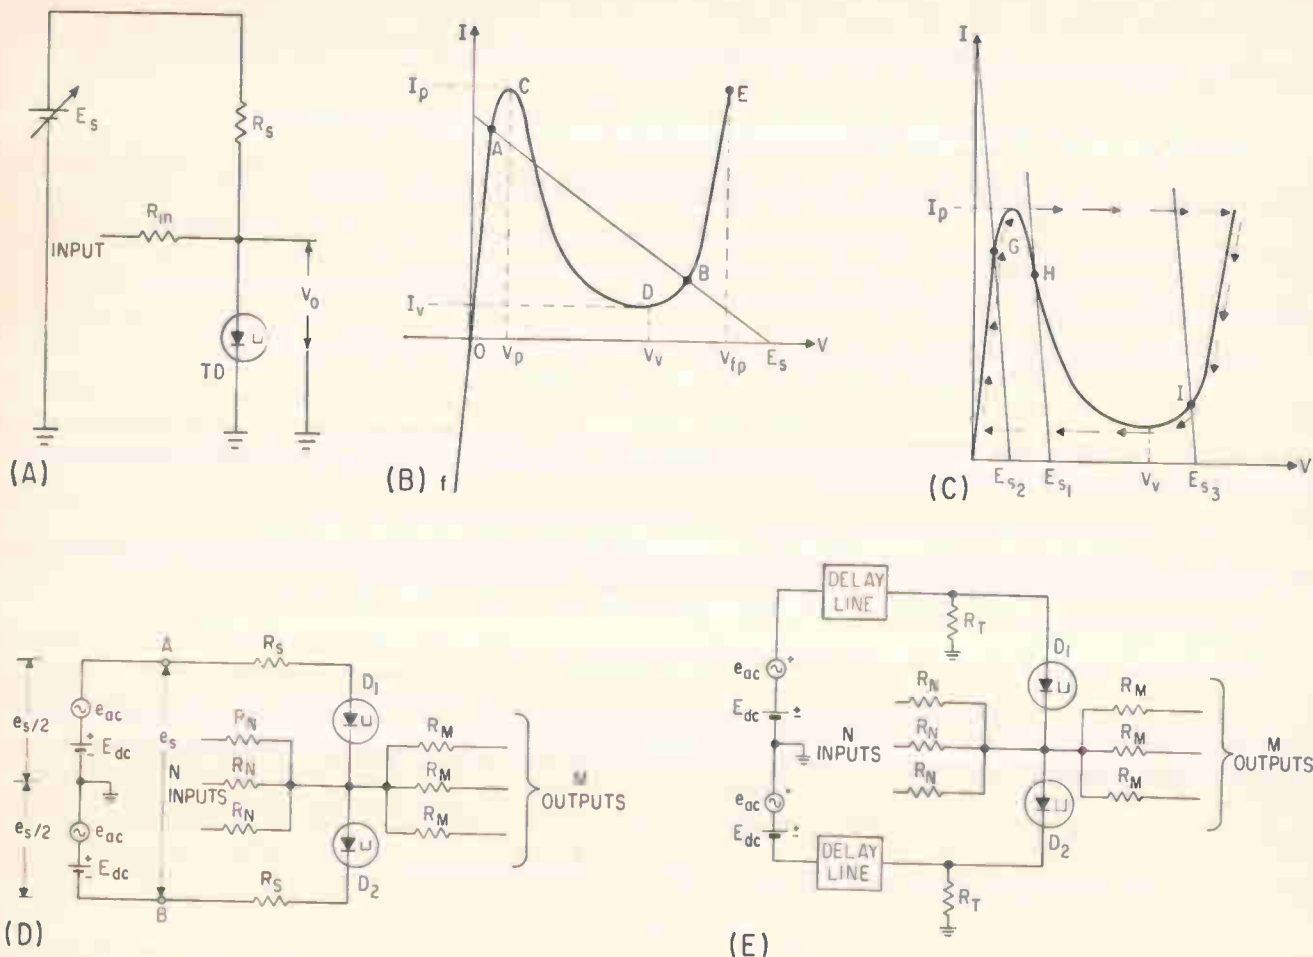 E_s
R_s
R_in
INPUT
V_o
TD
(A)
I
I_p
C
E
A
B
D
I_v
O
V_p
V_v
V_fp
E_s
V
f
(B)
I
I_p
G
H
I
E_s2
E_s1
V_v
E_s3
V
(C)
A
R_s
D_1
e_s/2
e_ac
E_dc
e_s
R_N
R_M
N
INPUTS
R_N
R_M
M
OUTPUTS
R_N
R_M
e_s/2
e_ac
E_dc
D_2
R_s
B
(D)
DELAY
LINE
R_T
D_1
e_ac
E_dc
R_N
R_M
N
INPUTS
R_N
R_M
M
OUTPUTS
R_N
R_M
e_ac
E_dc
D_2
DELAY
LINE
R_T
(E)